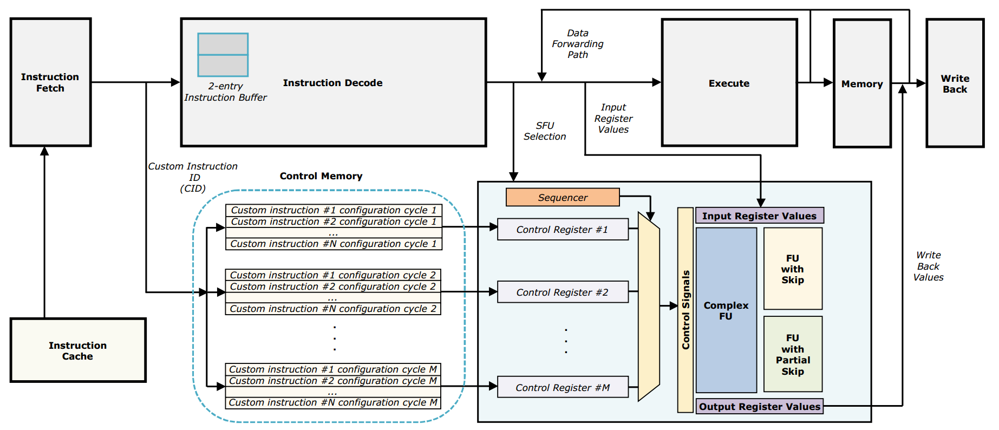 Instruction
Fetch
2-entry
Instruction Buffer
Instruction Decode
Data
Forwarding
Path
Execute
Memory
Write
Back
SFU
Selection
Input
Register
Values
Custom Instruction
ID
(CID)
Control Memory
Custom instruction #1 configuration cycle 1
Custom instruction #2 configuration cycle 1
...
Custom instruction #N configuration cycle 1
Custom instruction #1 configuration cycle 2
Custom instruction #2 configuration cycle 2
...
Custom instruction #N configuration cycle 2
.
.
.
Custom instruction #1 configuration cycle M
Custom instruction #2 configuration cycle M
...
Custom instruction #N configuration cycle M
Instruction
Cache
Sequencer
Control Register #1
Control Register #2
.
.
.
Control Register #M
Control Signals
Input Register Values
Complex
FU
FU
with
Skip
FU
with
Partial
Skip
Output Register Values
Write
Back
Values